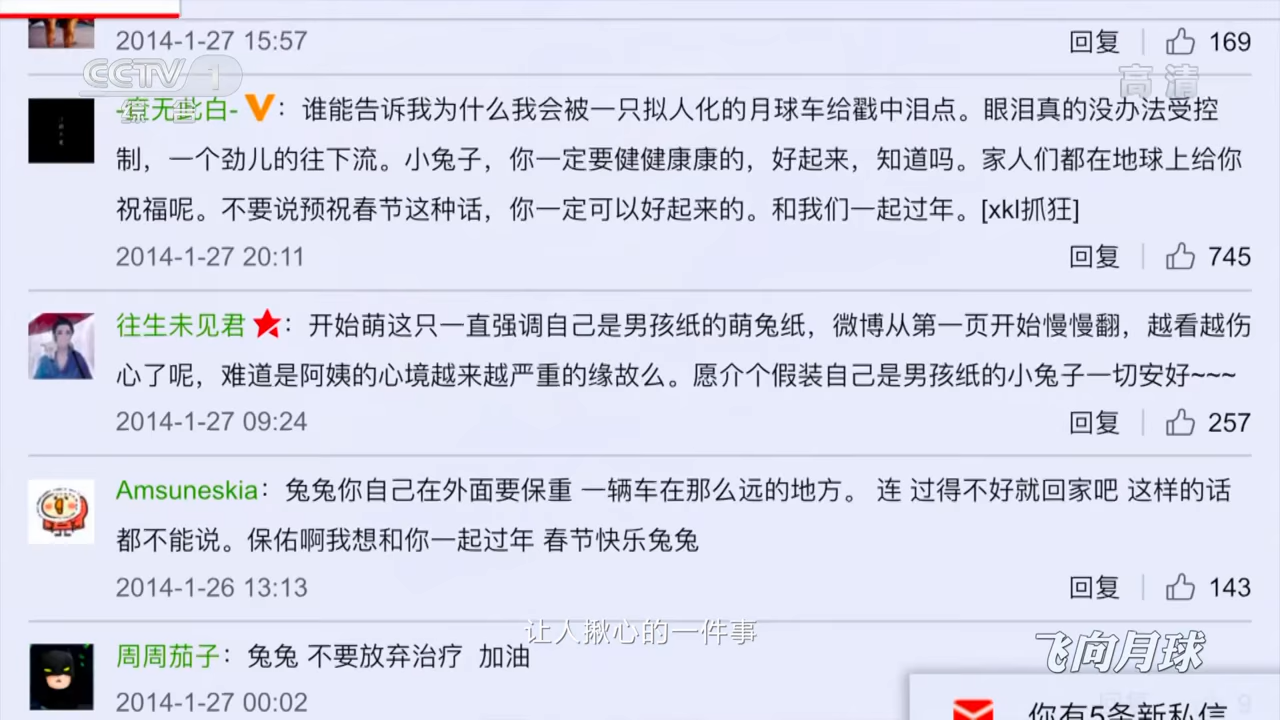 2014-1-27 15:57
回复 169
CCTV 1
综合
高清
-意无此白-： 谁能告诉我为什么我会被一只拟人化的月球车给戳中泪点。眼泪真的没办法受控
制，一个劲儿的往下流。小兔子，你一定要健健康康的，好起来，知道吗。家人们都在地球上给你
祝福呢。不要说预祝春节这种话，你一定可以好起来的。和我们一起过年。[xkl抓狂]
2014-1-27 20:11
回复 745
往生未见君： 开始萌这只一直强调自己是男孩纸的萌兔纸，微博从第一页开始慢慢翻，越看越伤
心了呢，难道是阿姨的心境越来越严重的缘故么。愿介个假装自己是男孩纸的小兔子一切安好~~~
2014-1-27 09:24
回复 257
Amsuneskia： 兔兔你自己在外面要保重 一辆车在那么远的地方。 连 过得不好就回家吧 这样的话
都不能说。保佑啊我想和你一起过年 春节快乐兔兔
2014-1-26 13:13
回复 143
让人揪心的一件事
周周茄子： 兔兔 不要放弃治疗 加油
飞向月球
2014-1-27 00:02
你有5条新私信